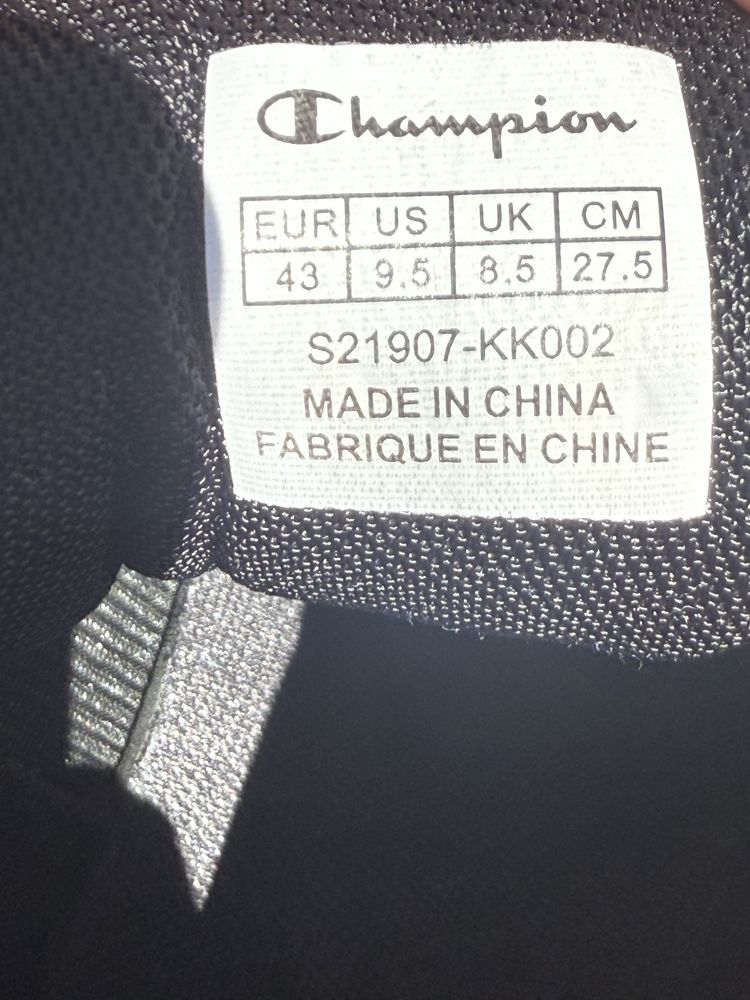 Champion
EUR US UK CM
43 9.5 8.5 27.5
S21907-KK002
MADE IN CHINA
FABRIQUE EN CHINE